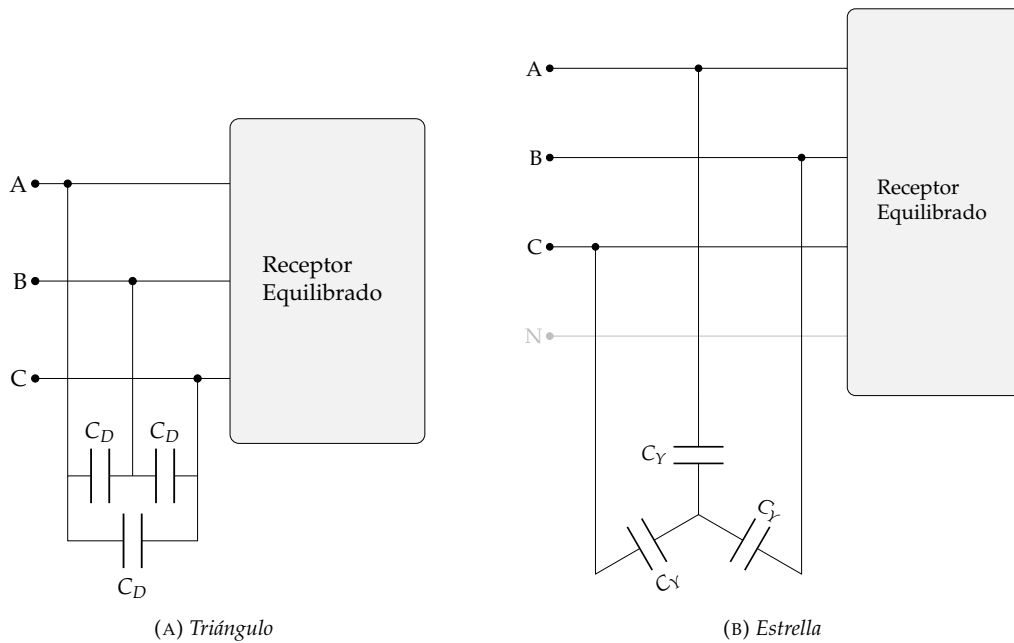 A
B
C
Receptor
Equilibrado
C_D
C_D
C_D
(A) Triángulo
A
B
C
N
Receptor
Equilibrado
C_Y
C_Y
C_Y
(B) Estrella